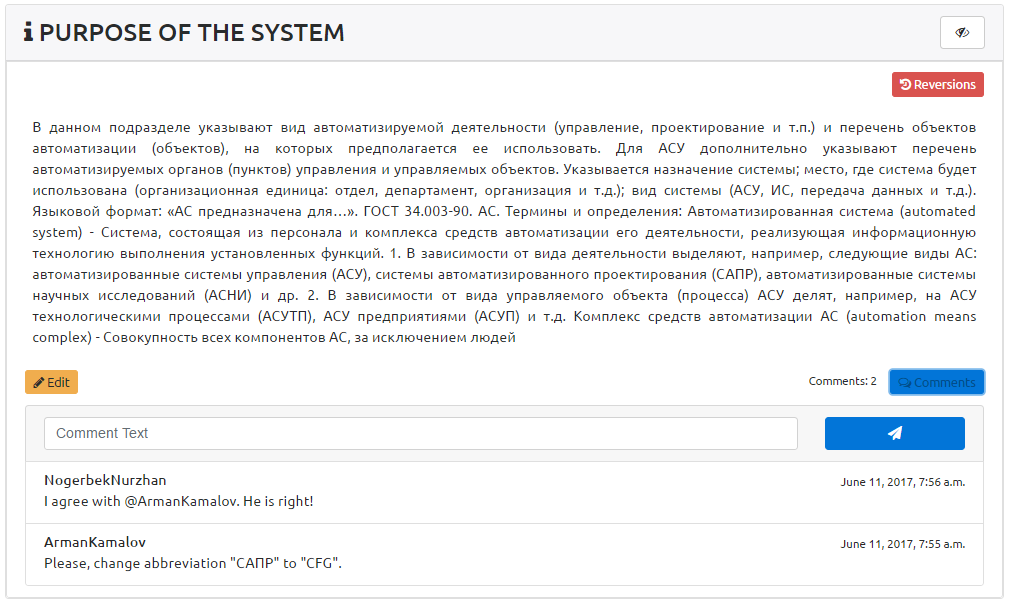 PURPOSE OF THE SYSTEM
Reversions
В данном подразделе указывают вид автоматизируемой деятельности (управление, проектирование и т.п.) и перечень объектов
автоматизации (объектов), на которых предполагается ее использовать. Для АСУ дополнительно указывают перечень
автоматизируемых органов (пунктов) управления и управляемых объектов. Указывается назначение системы; место, где система будет
использована (организационная единица: отдел, департамент, организация и т.д.); вид системы (АСУ, ИС, передача данных и т.д.).
Языковой формат: «АС предназначена для…». ГОСТ 34.003-90. АС. Термины и определения: Автоматизированная система (automated
system) - Система, состоящая из персонала и комплекса средств автоматизации его деятельности, реализующая информационную
технологию выполнения установленных функций. 1. В зависимости от вида деятельности выделяют, например, следующие виды АС:
автоматизированные системы управления (АСУ), системы автоматизированного проектирования (САПР), автоматизированные системы
научных исследований (АСНИ) и др. 2. В зависимости от вида управляемого объекта (процесса) АСУ делят, например, на АСУ
технологическими процессами (АСУТП), АСУ предприятиями (АСУП) и т.д. Комплекс средств автоматизации АС (automation means
complex) - Совокупность всех компонентов АС, за исключением людей
Edit
Comments: 2
Comments
Comment Text
NogerbekNurzhan
June 11, 2017, 7:56 a.m.
I agree with @ArmanKamalov. He is right!
ArmanKamalov
June 11, 2017, 7:55 a.m.
Please, change abbreviation "САПР" to "CFG".